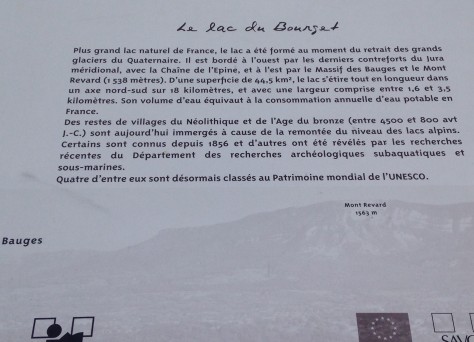 Le lac du Bourget
Plus grand lac naturel de France, le lac a été formé au moment du retrait des grands
glaciers du Quaternaire. Il est bordé à l'ouest par les derniers contreforts du Jura
méridional, avec la Chaîne de l'Epine, et à l'est par le Massif des Bauges et le Mont
Revard (1 538 mètres). D'une superficie de 44,5 km², le lac s'étire tout en longueur dans
un axe nord-sud sur 18 kilomètres, et avec une largeur comprise entre 1,6 et 3,5
kilomètres. Son volume d'eau équivaut à la consommation annuelle d'eau potable en
France.
Des restes de villages du Néolithique et de l'Age du bronze (entre 4500 et 800 avt
J.-C.) sont aujourd'hui immergés à cause de la remontée du niveau des lacs alpins.
Certains sont connus depuis 1856 et d'autres ont été révélés par les recherches
récentes du Département des recherches archéologiques subaquatiques et
sous-marines.
Quatre d'entre eux sont désormais classés au Patrimoine mondial de l'UNESCO.
Mont Revard
1563 m
Bauges